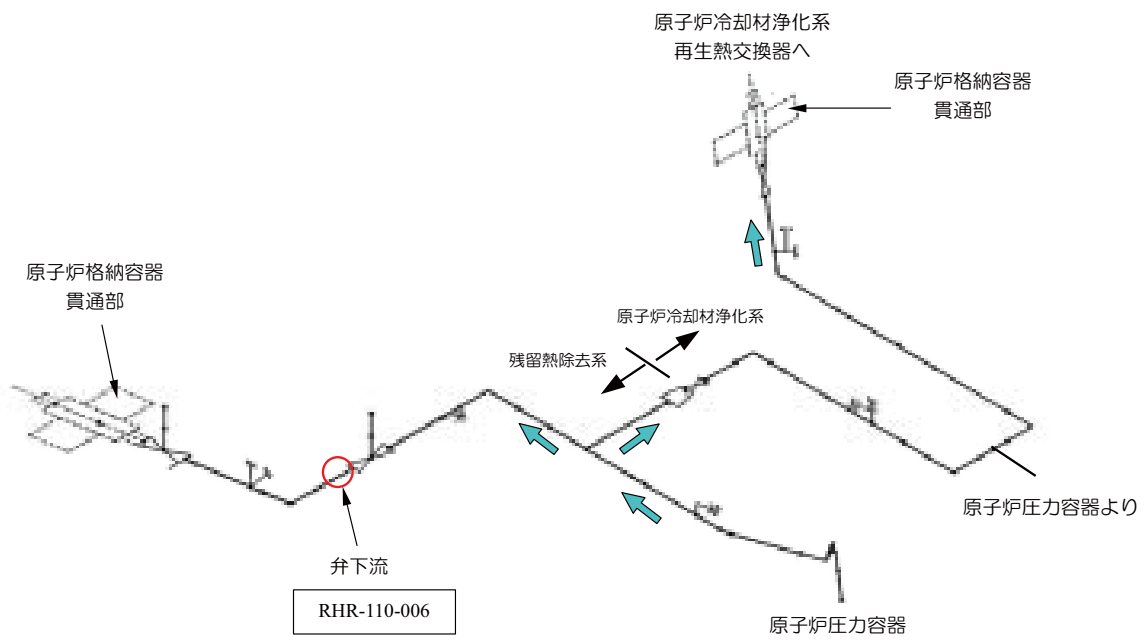 原子炉冷却材浄化系
再生熱交換器へ
原子炉格納容器
貫通部
原子炉格納容器
貫通部
原子炉冷却材浄化系
残留熱除去系
原子炉圧力容器より
弁下流
RHR-110-006
原子炉圧力容器